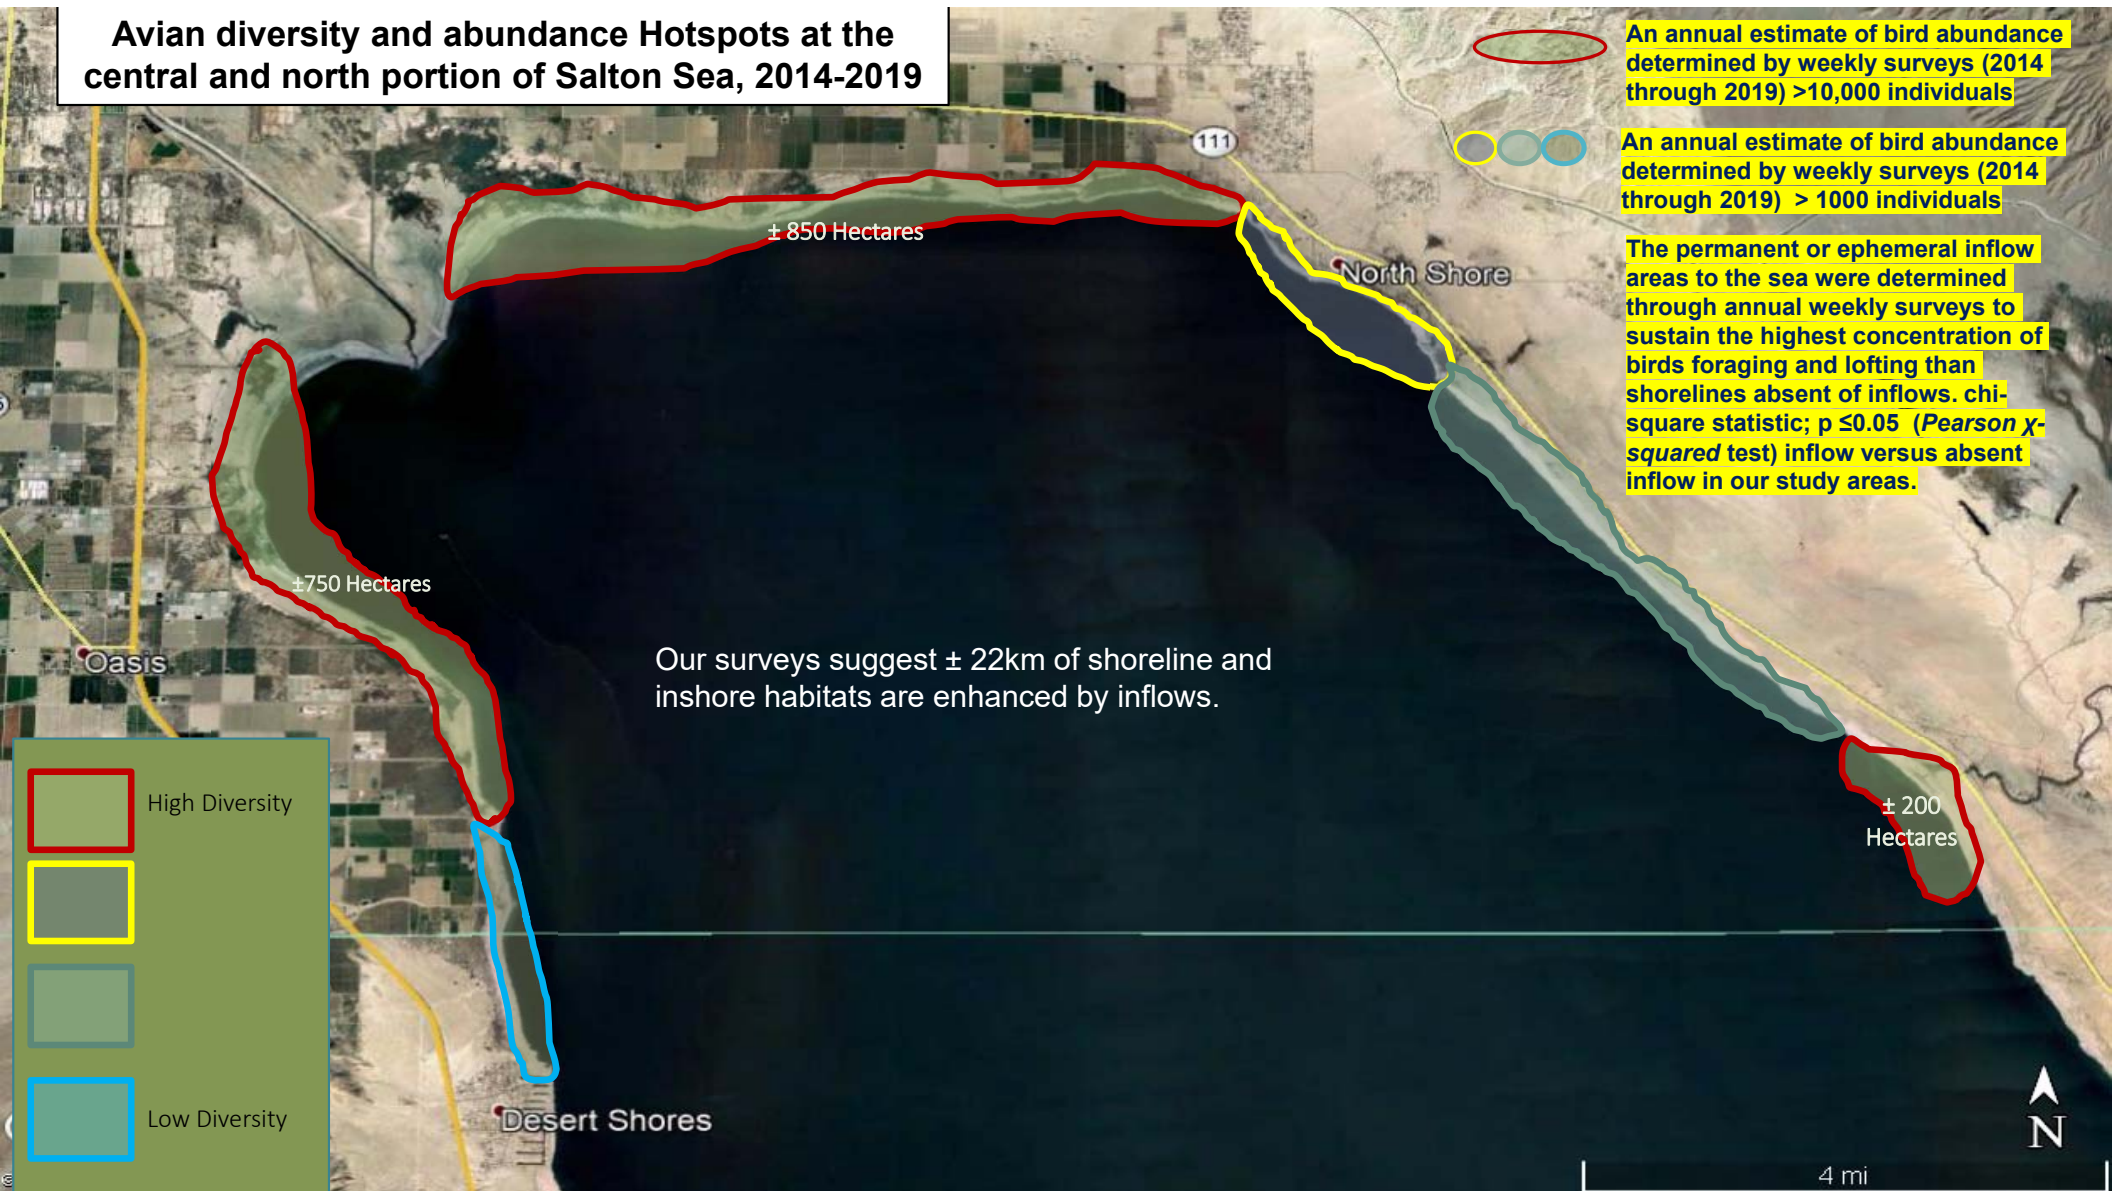 Avian diversity and abundance Hotspots at the
central and north portion of Salton Sea, 2014-2019
An annual estimate of bird abundance
determined by weekly surveys (2014
through 2019) >10,000 individuals
An annual estimate of bird abundance
determined by weekly surveys (2014
through 2019)  > 1000 individuals
The permanent or ephemeral inflow
areas to the sea were determined
through annual weekly surveys to
sustain the highest concentration of
birds foraging and lofting than
shorelines absent of inflows. chi-
square statistic; p ≤0.05  (Pearson χ-
squared test) inflow versus absent
inflow in our study areas.
111
± 850 Hectares
North Shore
±750 Hectares
Oasis
Our surveys suggest ± 22km of shoreline and
inshore habitats are enhanced by inflows.
± 200
Hectares
High Diversity
Low Diversity
Desert Shores
N
4 mi